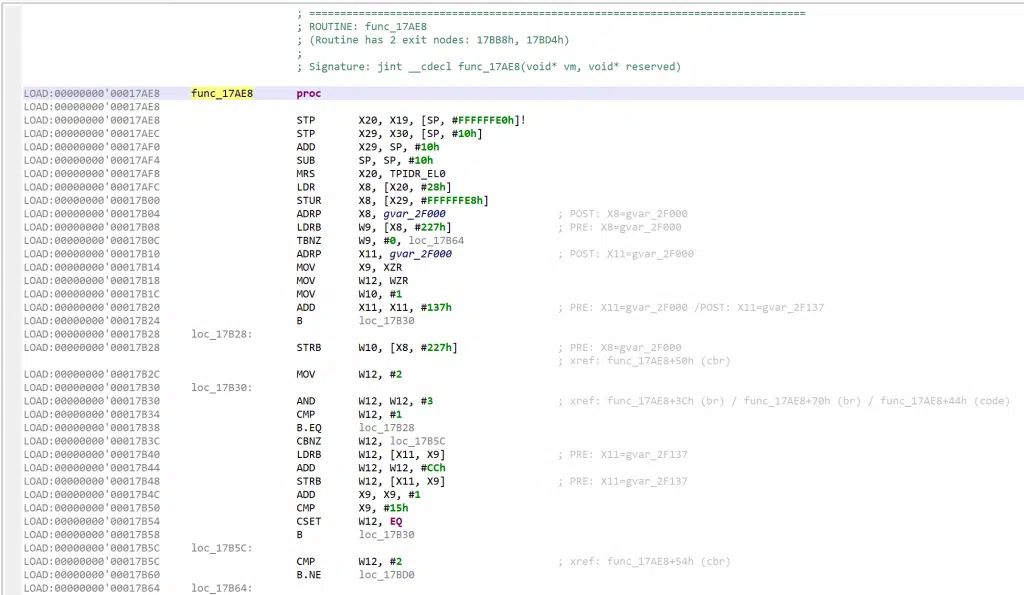 ; ================================================================================
; ROUTINE: func_17AE8
; (Routine has 2 exit nodes: 17BB8h, 17BD4h)
;
; Signature: jint __cdecl func_17AE8(void* vm, void* reserved)
LOAD:00000000'00017AE8 func_17AE8 proc
LOAD:00000000'00017AE8
LOAD:00000000'00017AE8 STP X20, X19, [SP, #FFFFFFE0h]!
LOAD:00000000'00017AEC STP X29, X30, [SP, #10h]
LOAD:00000000'00017AF0 ADD X29, SP, #10h
LOAD:00000000'00017AF4 SUB SP, SP, #10h
LOAD:00000000'00017AF8 MRS X20, TPIDR_EL0
LOAD:00000000'00017AFC LDR X8, [X20, #28h]
LOAD:00000000'00017B00 STUR X8, [X29, #FFFFFFE8h]
LOAD:00000000'00017B04 ADRP X8, gvar_2F000 ; POST: X8=gvar_2F000
LOAD:00000000'00017B08 LDRB W9, [X8, #227h] ; PRE: X8=gvar_2F000
LOAD:00000000'00017B0C TBNZ W9, #0, loc_17B64
LOAD:00000000'00017B10 ADRP X11, gvar_2F000 ; POST: X11=gvar_2F000
LOAD:00000000'00017B14 MOV X9, XZR
LOAD:00000000'00017B18 MOV W12, WZR
LOAD:00000000'00017B1C MOV W10, #1
LOAD:00000000'00017B20 ADD X11, X11, #137h ; PRE: X11=gvar_2F000 /POST: X11=gvar_2F137
LOAD:00000000'00017B24 B loc_17B30
LOAD:00000000'00017B28 loc_17B28:
LOAD:00000000'00017B28 STRB W10, [X8, #227h] ; PRE: X8=gvar_2F000
; xref: func_17AE8+50h (cbr)
LOAD:00000000'00017B2C MOV W12, #2
LOAD:00000000'00017B30 loc_17B30:
LOAD:00000000'00017B30 AND W12, W12, #3 ; xref: func_17AE8+3Ch (br) / func_17AE8+70h (br) / func_17AE8+44h (code)
LOAD:00000000'00017B34 CMP W12, #1
LOAD:00000000'00017B38 B.EQ loc_17B28
LOAD:00000000'00017B3C CBNZ W12, loc_17B5C
LOAD:00000000'00017B40 LDRB W12, [X11, X9] ; PRE: X11=gvar_2F137
LOAD:00000000'00017B44 ADD W12, W12, #CCh
LOAD:00000000'00017B48 STRB W12, [X11, X9] ; PRE: X11=gvar_2F137
LOAD:00000000'00017B4C ADD X9, X9, #1
LOAD:00000000'00017B50 CMP X9, #15h
LOAD:00000000'00017B54 CSET W12, EQ
LOAD:00000000'00017B58 B loc_17B30
LOAD:00000000'00017B5C loc_17B5C:
LOAD:00000000'00017B5C CMP W12, #2 ; xref: func_17AE8+54h (cbr)
LOAD:00000000'00017B60 B.NE loc_17BD0
LOAD:00000000'00017B64 loc_17B64: